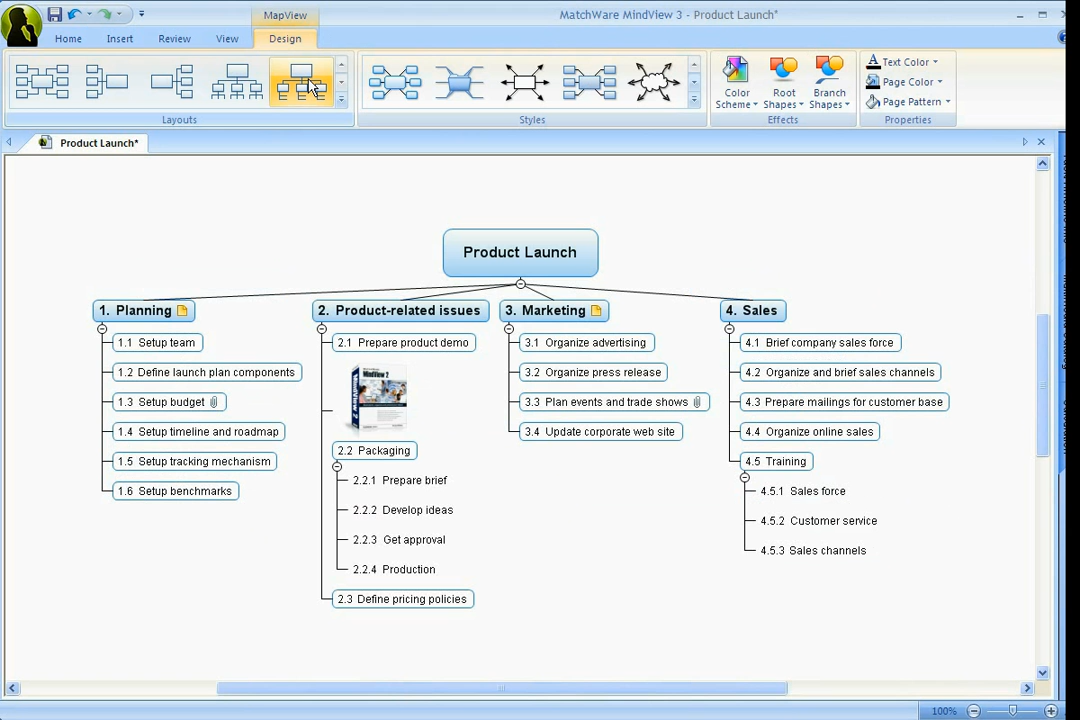 MapView
MatchWare MindView 3 - Product Launch*
Home
Insert
Review
View
Design
Color Scheme
Root Shapes
Branch Shapes
Text Color
Page Color
Page Pattern
Layouts
Styles
Effects
Properties
Product Launch*
Product Launch
1. Planning
1.1 Setup team
1.2 Define launch plan components
1.3 Setup budget
1.4 Setup timeline and roadmap
1.5 Setup tracking mechanism
1.6 Setup benchmarks
2. Product-related issues
2.1 Prepare product demo
MindView 2
2.2 Packaging
2.2.1 Prepare brief
2.2.2 Develop ideas
2.2.3 Get approval
2.2.4 Production
2.3 Define pricing policies
3. Marketing
3.1 Organize advertising
3.2 Organize press release
3.3 Plan events and trade shows
3.4 Update corporate web site
4. Sales
4.1 Brief company sales force
4.2 Organize and brief sales channels
4.3 Prepare mailings for customer base
4.4 Organize online sales
4.5 Training
4.5.1 Sales force
4.5.2 Customer service
4.5.3 Sales channels
100%